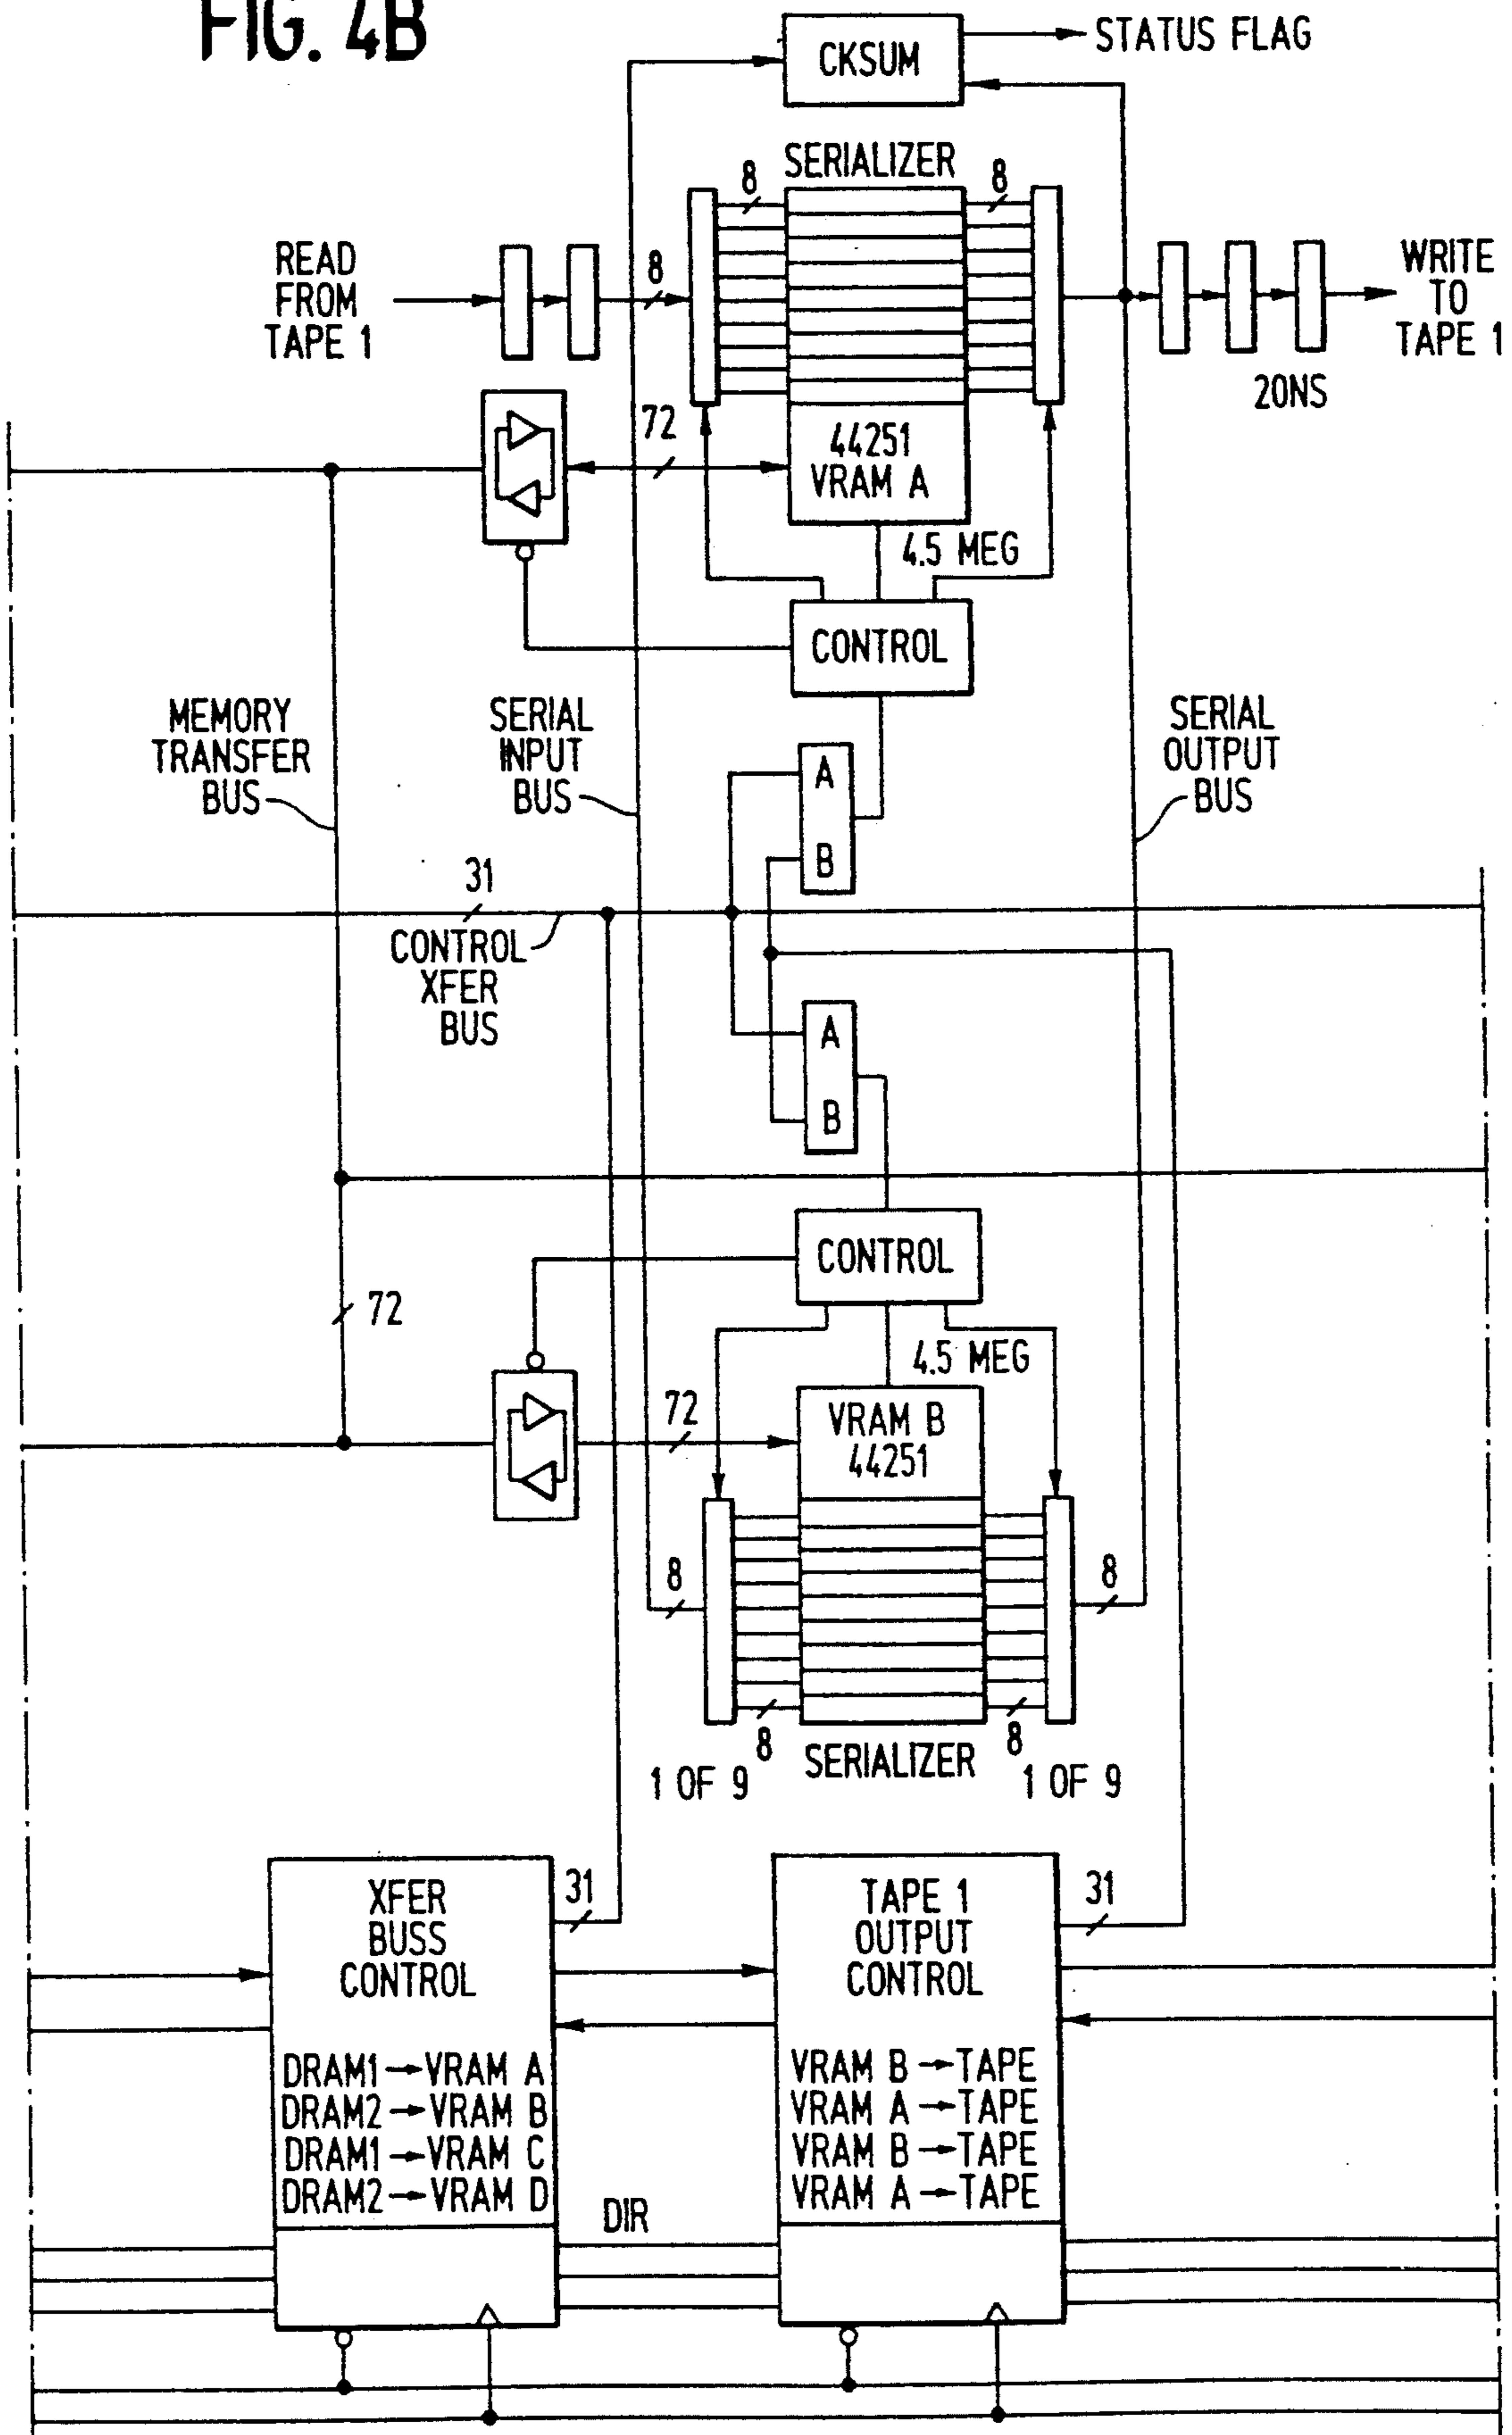 FIG. 4B
CKSUM
STATUS FLAG
SERIALIZER
8
8
READ
FROM
TAPE 1
8
WRITE
TO
TAPE 1
20NS
72
44251
VRAM A
4.5 MEG
CONTROL
MEMORY
TRANSFER
BUS
SERIAL
INPUT
BUS
SERIAL
OUTPUT
BUS
A
B
31
CONTROL
XFER
BUS
A
B
CONTROL
72
4.5 MEG
72
VRAM B
44251
8
8
8
8
SERIALIZER
1 OF 9
1 OF 9
XFER
BUSS
CONTROL
31
DRAM1→VRAM A
DRAM2→VRAM B
DRAM1→VRAM C
DRAM2→VRAM D
TAPE 1
OUTPUT
CONTROL
31
VRAM B→TAPE
VRAM A→TAPE
VRAM B→TAPE
VRAM A→TAPE
DIR